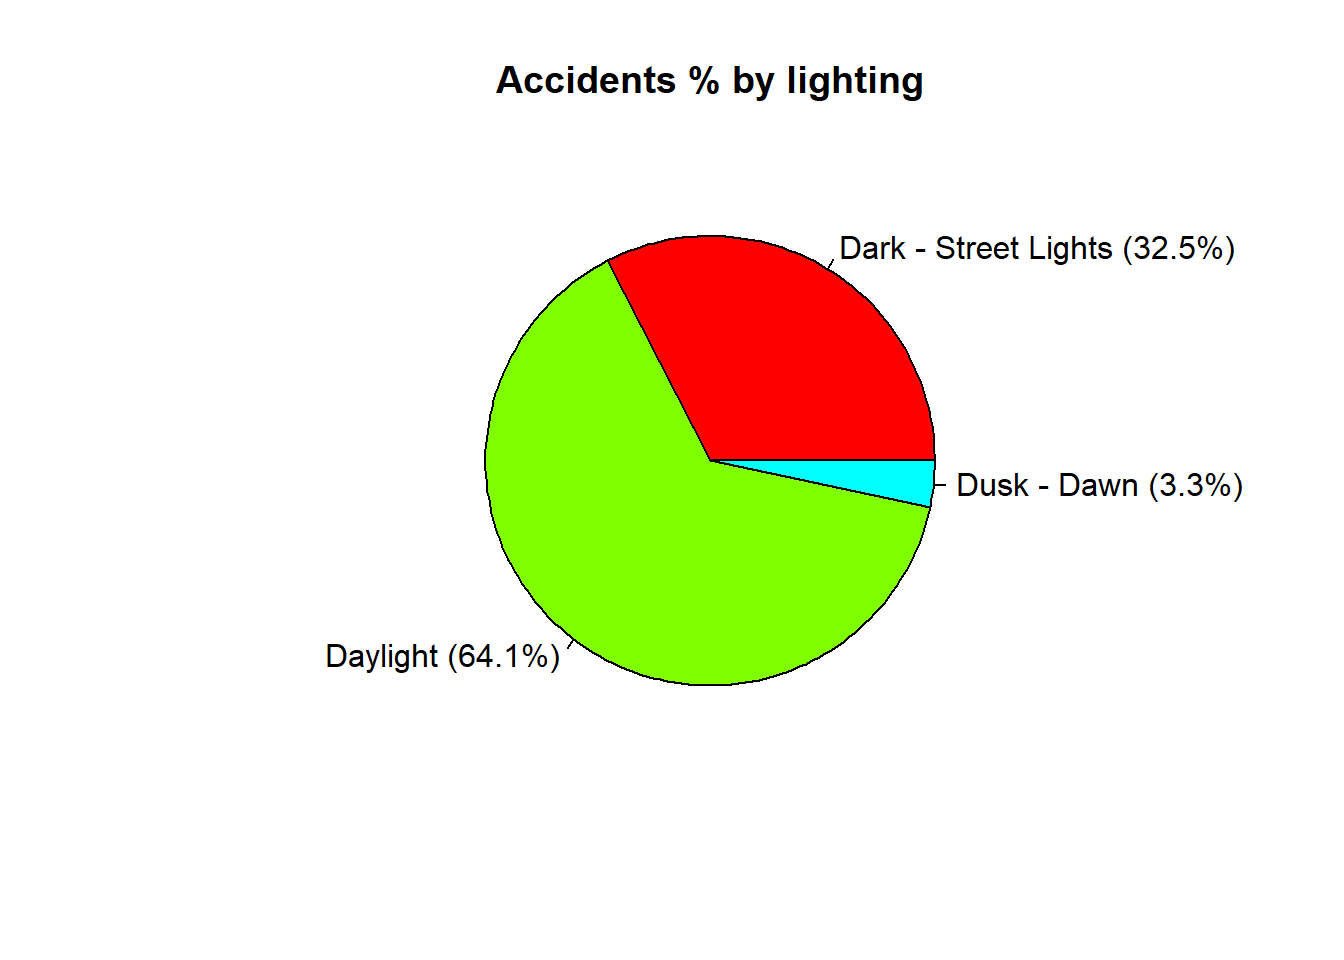 Accidents % by lighting
Dark - Street Lights (32.5%)
Dusk - Dawn (3.3%)
Daylight (64.1%)